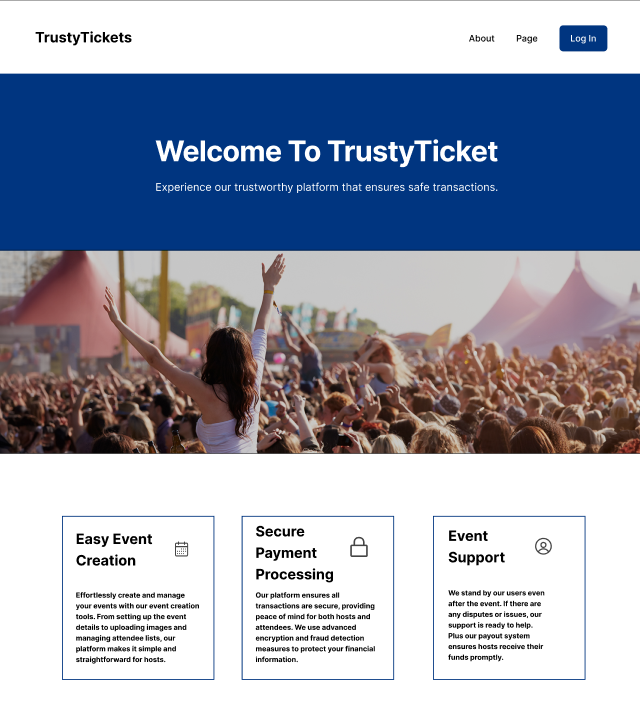 TrustyTickets
About
Page
Log In
Welcome To TrustyTicket
Experience our trustworthy platform that ensures safe transactions.
Easy Event
Creation
Effortlessly create and manage
your events with our event creation
tools. From setting up the event
details to uploading images and
managing attendee lists, our
platform makes it simple and
straightforward for hosts.
Secure
Payment
Processing
Our platform ensures all
transactions are secure, providing
peace of mind for both hosts and
attendees. We use advanced
encryption and fraud detection
measures to protect your financial
information.
Event
Support
We stand by our users even
after the event. If there are
any disputes or issues, our
support is ready to help.
Plus our payout system
ensures hosts receive their
funds promptly.